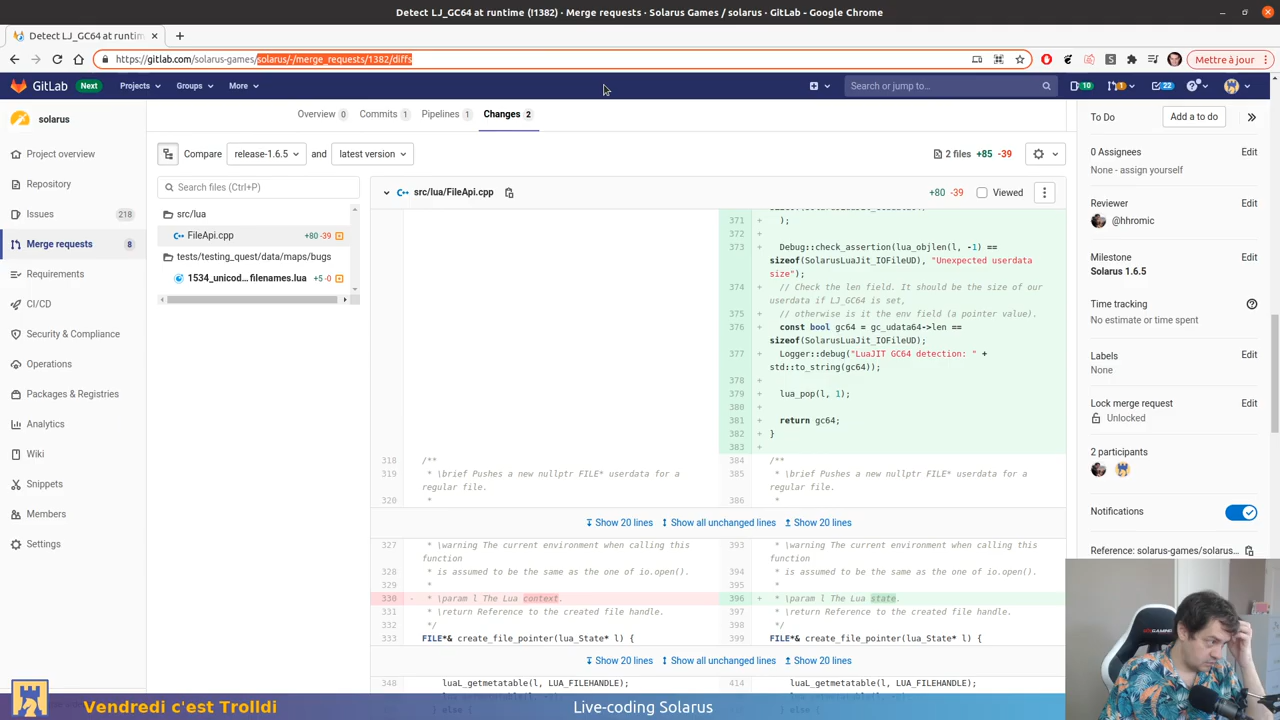 Detect LJ_GC64 at runtime (!1382) · Merge requests · Solarus Games / solarus · GitLab - Google Chrome
Detect LJ_GC64 at runtim
https://gitlab.com/solarus-games/solarus/-/merge_requests/1382/diffs
Mettre à jour
GitLab Next Projects Groups More Search or jump to... 10 1 22
solarus
Overview 0 Commits 1 Pipelines 1 Changes 2
To Do Add a to do
Project overview
Repository
Issues 218
Merge requests 8
Requirements
CI/CD
Security & Compliance
Operations
Packages & Registries
Analytics
Wiki
Snippets
Members
Settings
Compare release-1.6.5 and latest version 2 files +85 -39
Search files (Ctrl+P)
src/lua
FileApi.cpp +80 -39
tests/testing_quest/data/maps/bugs
1534_unicod…filenames.lua +5 -0
src/lua/FileApi.cpp +80 -39 Viewed
371 + );
372 +
373 + Debug::check_assertion(lua_objlen(l, -1) ==
sizeof(SolarusLuaJit_IOFileUD), "Unexpected userdata
size");
374 + // Check the len field. It should be the size of our
userdata if LJ_GC64 is set,
375 + // otherwise is it the env field (a pointer value).
376 + const bool gc64 = gc_udata64->len ==
sizeof(SolarusLuaJit_IOFileUD);
377 + Logger::debug("LuaJIT GC64 detection: " +
std::to_string(gc64));
378 +
379 + lua_pop(l, 1);
380 +
381 + return gc64;
382 + }
383 +
318 /** 384 /**
319 * \brief Pushes a new nullptr FILE* userdata for a 385 * \brief Pushes a new nullptr FILE* userdata for a
regular file. regular file.
320 * 386 *
Show 20 lines Show all unchanged lines Show 20 lines
327 * \warning The current environment when calling this 393 * \warning The current environment when calling this
function function
328 * is assumed to be the same as the one of io.open(). 394 * is assumed to be the same as the one of io.open().
329 * 395 *
330 - * \param l The Lua context. 396 + * \param l The Lua state.
331 * \return Reference to the created file handle. 397 * \return Reference to the created file handle.
332 */ 398 */
333 FILE*& create_file_pointer(lua_State* l) { 399 FILE*& create_file_pointer(lua_State* l) {
Show 20 lines Show all unchanged lines Show 20 lines
348 luaL_getmetatable(l, LUA_FILEHANDLE); 414 luaL_getmetatable(l, LUA_FILEHANDLE);
0 Assignees Edit
None - assign yourself
Reviewer Edit
@hhromic
Milestone Edit
Solarus 1.6.5
Time tracking
No estimate or time spent
Labels Edit
None
Lock merge request Edit
Unlocked
2 participants
Notifications
Reference: solarus-games/solarus...
Vendredi c'est Trolldi
Live-coding Solarus